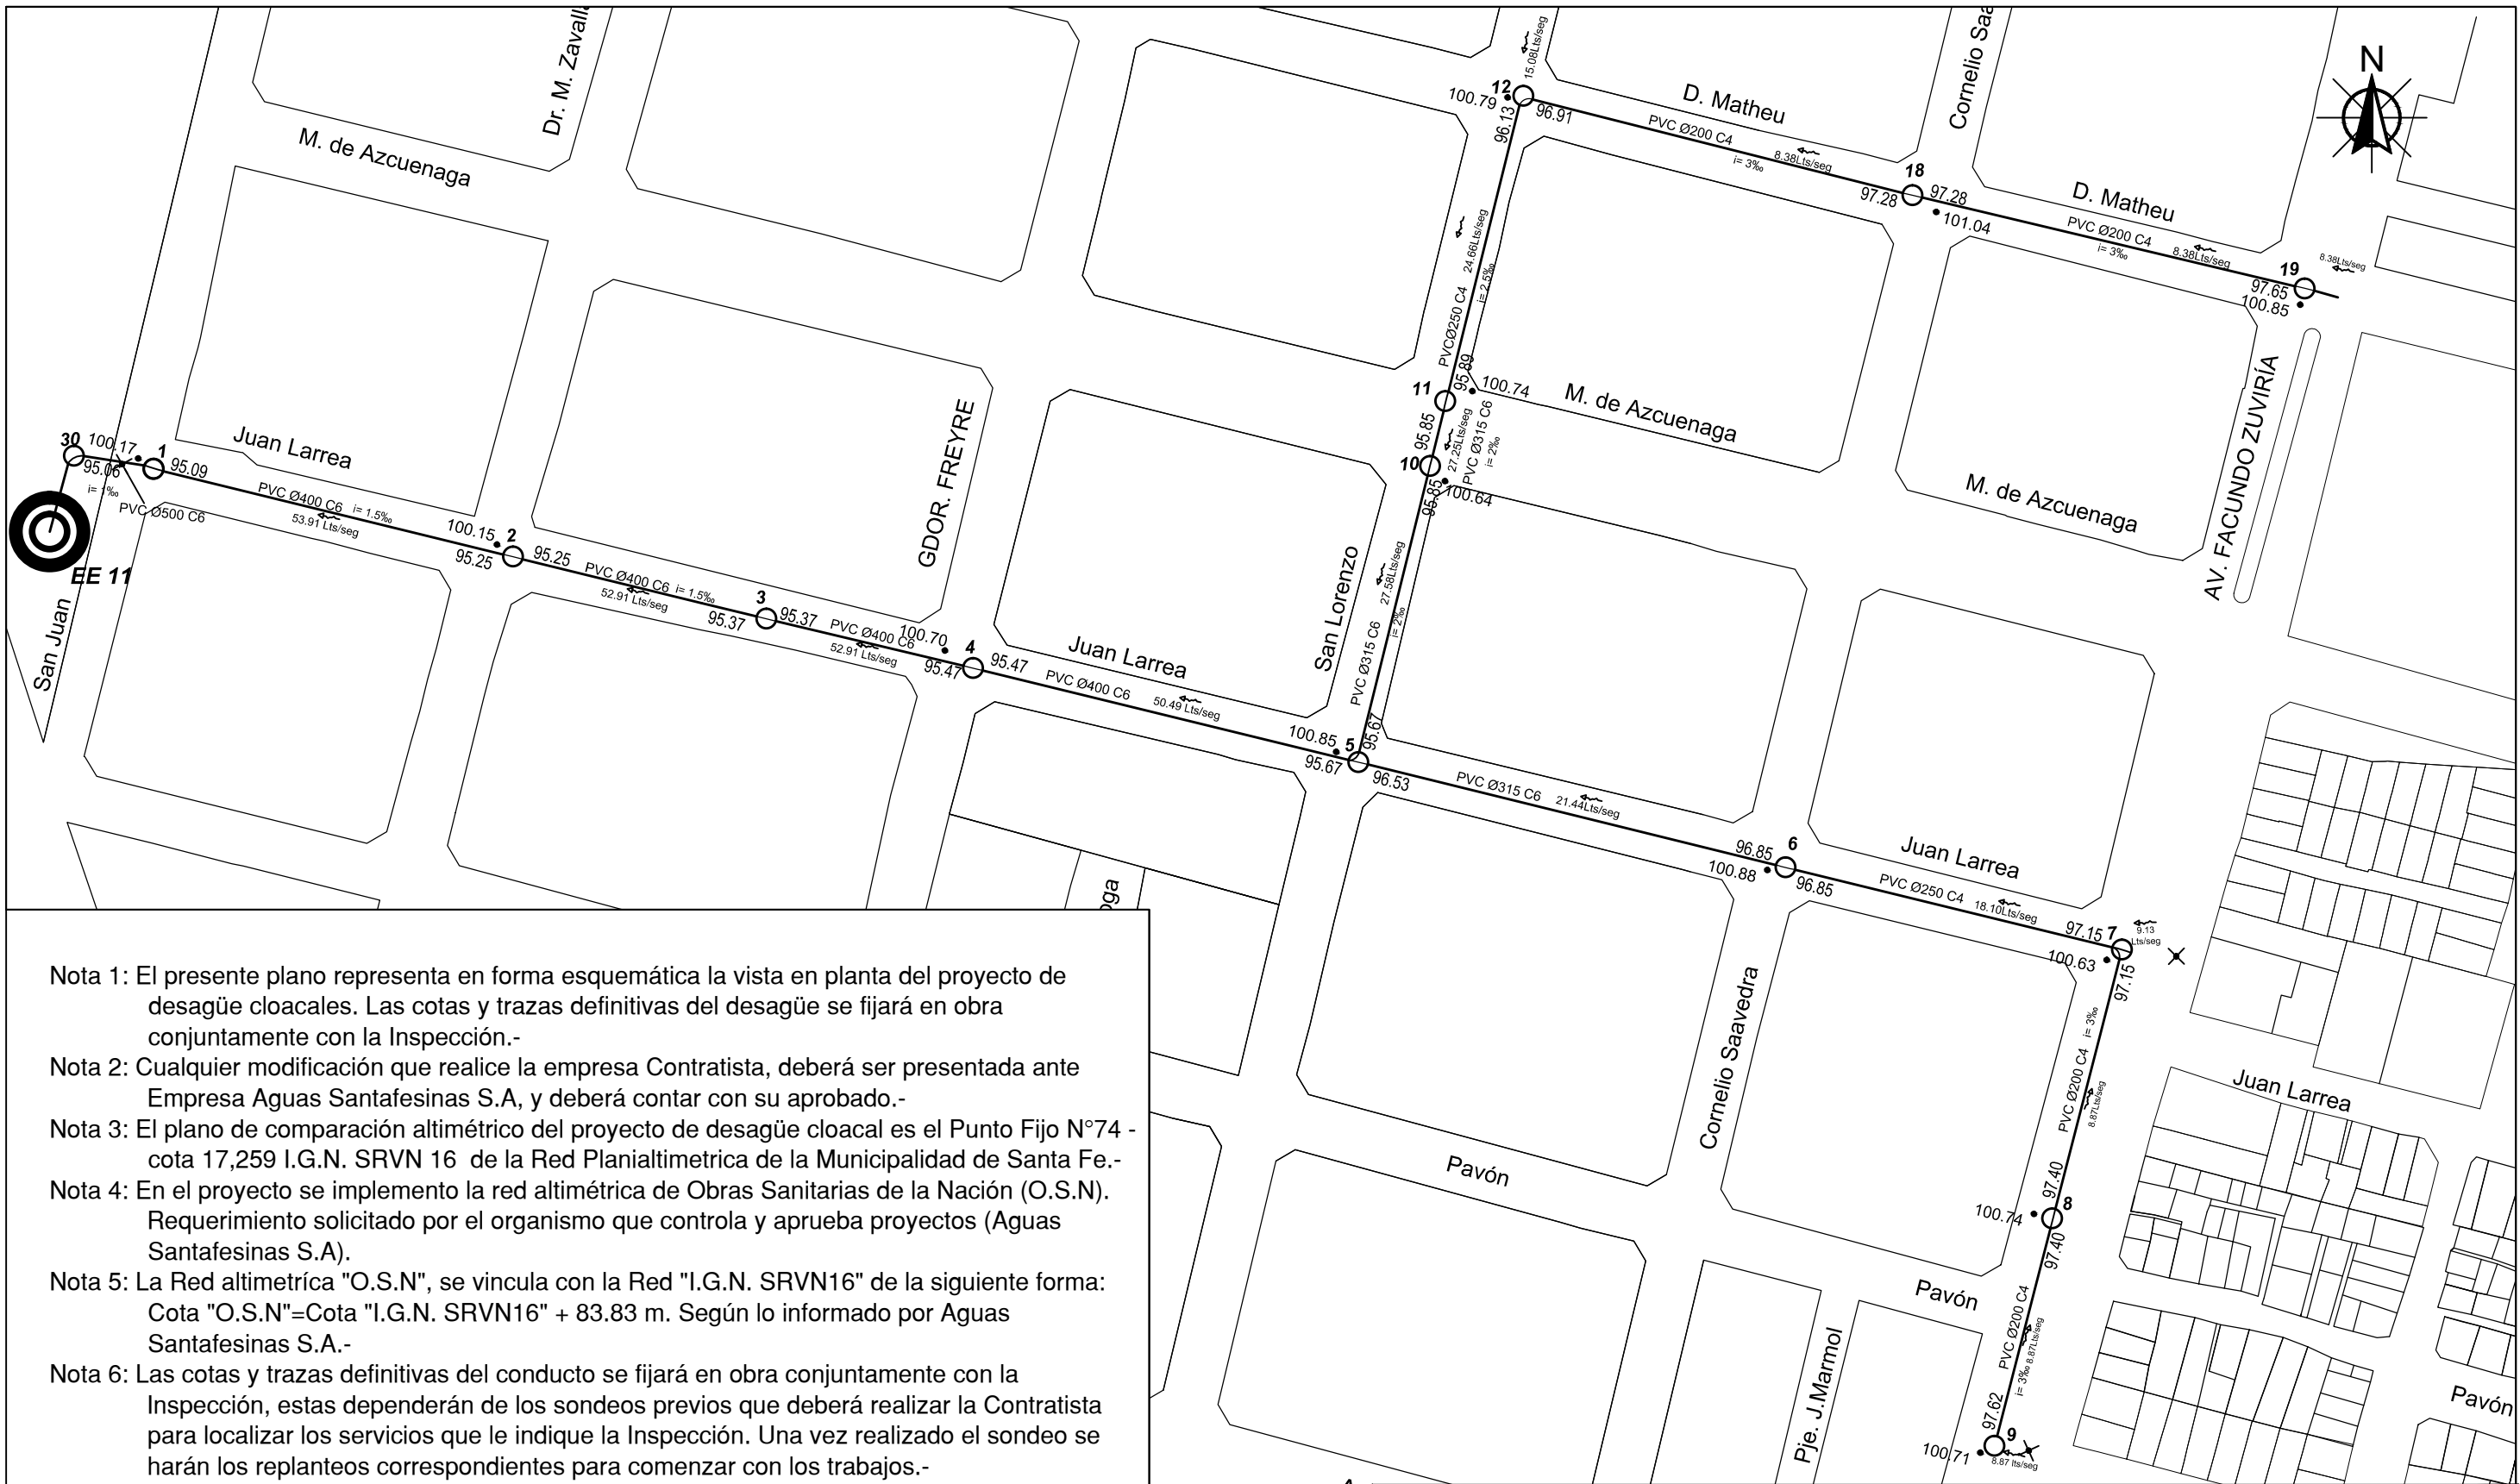 Dr. M. Zavalla
Cornelio Saa
15.08Lts/seg
N
12
100.79
96.91
96.13
D. Matheu
PVC Ø200 C4
8.38Lts/seg
i= 3‰
M. de Azcuenaga
18
97.28
97.28
101.04
D. Matheu
PVC Ø200 C4
i= 3‰
8.38Lts/seg
8.38Lts/seg
19
97.65
100.85
24.66Lts/seg
i= 2.5‰
PVCØ250 C4
95.89
11
100.74
M. de Azcuenaga
AV. FACUNDO ZUVIRÍA
95.85
27.25Lts/seg
PVC Ø315 C6
i= 2‰
10
95.85
100.64
M. de Azcuenaga
30
100.17
1
95.06
95.09
Juan Larrea
i= 1‰
PVC Ø500 C6
PVC Ø400 C6
i= 1.5‰
53.91 Lts/seg
GDOR. FREYRE
100.15
2
95.25
95.25
EE 11
San Juan
PVC Ø400 C6
i= 1.5‰
52.91 Lts/seg
3
95.37
95.37
PVC Ø400 C6
52.91 Lts/seg
100.70
4
95.47
95.47
San Lorenzo
27.58Lts/seg
i= 2‰
PVC Ø315 C6
Juan Larrea
PVC Ø400 C6
50.49 Lts/seg
100.85
5
95.67
95.67
96.53
PVC Ø315 C6
21.44Lts/seg
6
96.85
100.88
96.85
Juan Larrea
PVC Ø250 C4
18.10Lts/seg
7
97.15
9.13
Lts/seg
100.63
97.15
oga
Cornelio Saavedra
i= 3‰
PVC Ø200 C4
8.87Lts/seg
Juan Larrea
Pavón
97.40
8
100.74
97.40
Pavón
PVC Ø200 C4
i= 3‰
8.87Lts/seg
Pje. J.Marmol
97.62
9
100.71
8.87 lts/seg
Pavón
Nota 1: El presente plano representa en forma esquemática la vista en planta del proyecto de
desagüe cloacales. Las cotas y trazas definitivas del desagüe se fijará en obra
conjuntamente con la Inspección.-
Nota 2: Cualquier modificación que realice la empresa Contratista, deberá ser presentada ante
Empresa Aguas Santafesinas S.A, y deberá contar con su aprobado.-
Nota 3: El plano de comparación altimétrico del proyecto de desagüe cloacal es el Punto Fijo N°74 -
cota 17,259 I.G.N. SRVN 16 de la Red Planialtimetrica de la Municipalidad de Santa Fe.-
Nota 4: En el proyecto se implemento la red altimétrica de Obras Sanitarias de la Nación (O.S.N).
Requerimiento solicitado por el organismo que controla y aprueba proyectos (Aguas
Santafesinas S.A).
Nota 5: La Red altimetríca "O.S.N", se vincula con la Red "I.G.N. SRVN16" de la siguiente forma:
Cota "O.S.N"=Cota "I.G.N. SRVN16" + 83.83 m. Según lo informado por Aguas
Santafesinas S.A.-
Nota 6: Las cotas y trazas definitivas del conducto se fijará en obra conjuntamente con la
Inspección, estas dependerán de los sondeos previos que deberá realizar la Contratista
para localizar los servicios que le indique la Inspección. Una vez realizado el sondeo se
harán los replanteos correspondientes para comenzar con los trabajos.-